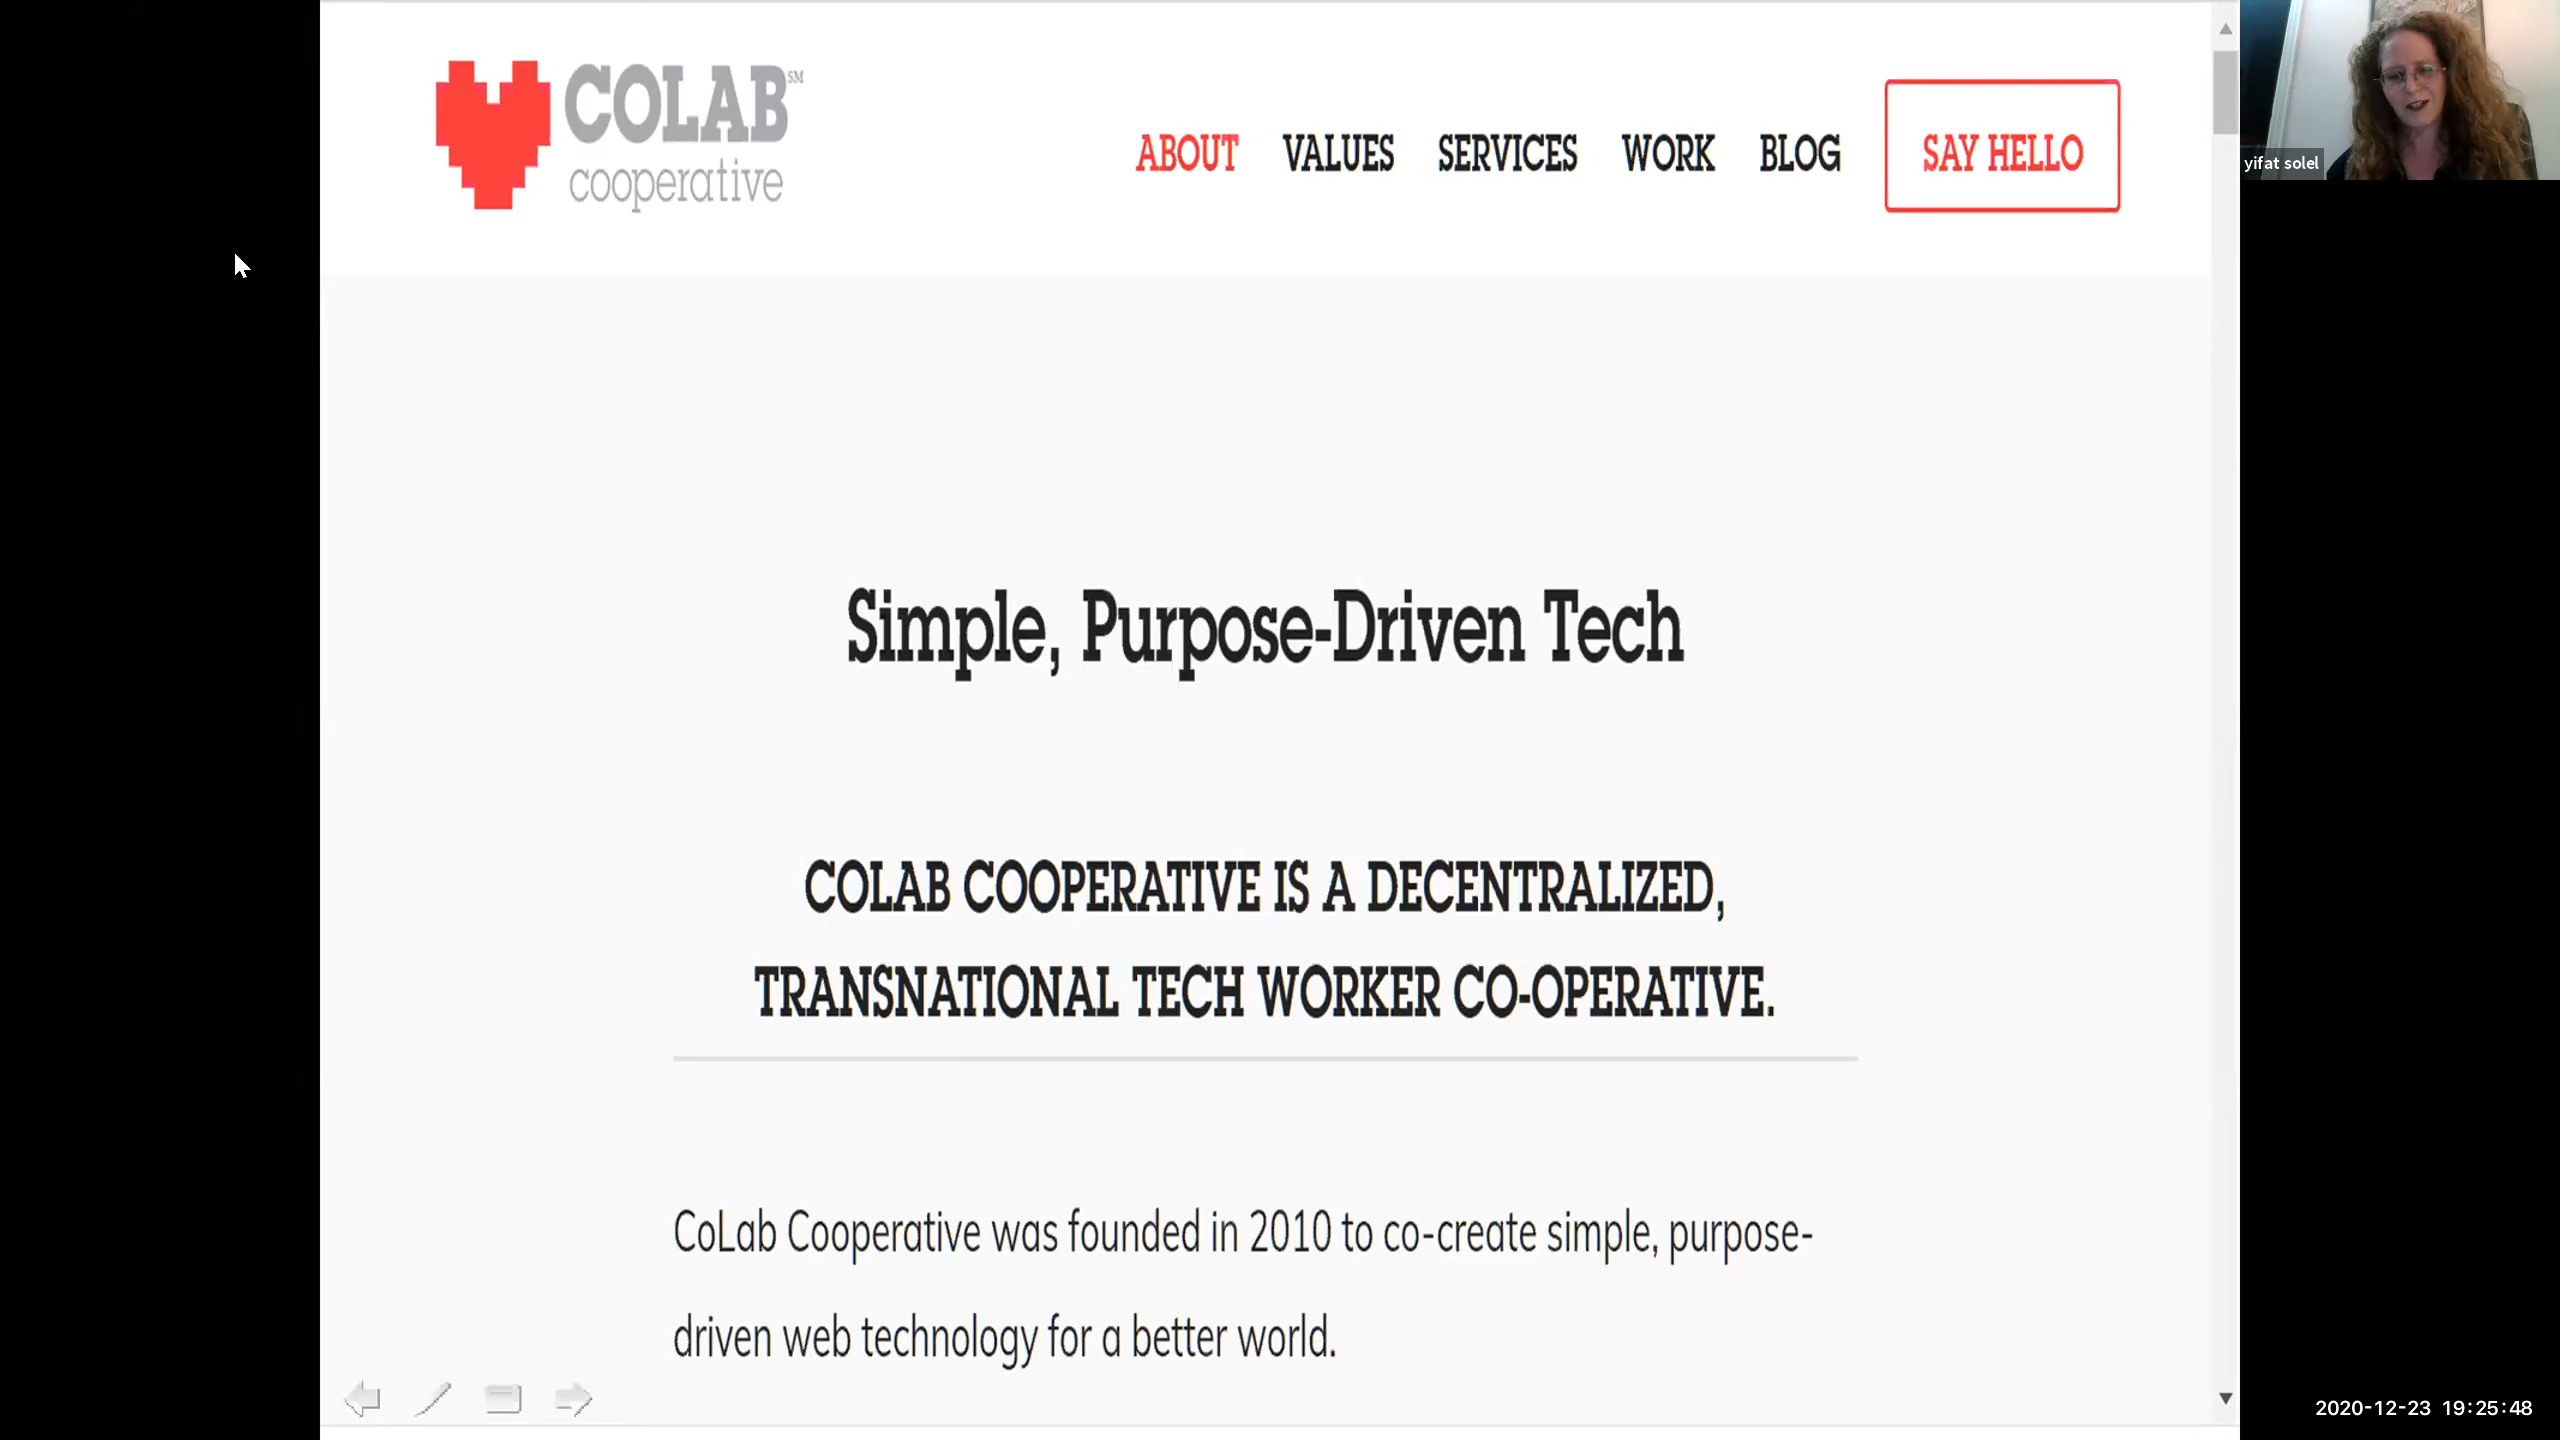 COLAB SM
cooperative
ABOUT VALUES SERVICES WORK BLOG SAY HELLO
yifat solel
Simple, Purpose-Driven Tech
COLAB COOPERATIVE IS A DECENTRALIZED,
TRANSNATIONAL TECH WORKER CO-OPERATIVE.
CoLab Cooperative was founded in 2010 to co-create simple, purpose-
driven web technology for a better world.
2020-12-23 19:25:48